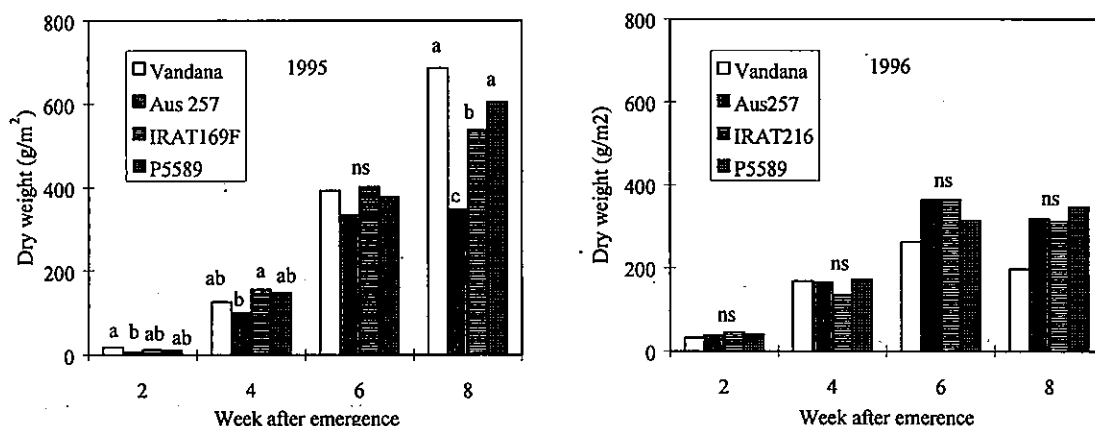 800
600
400
200
0
Dry weight (g/m²)
1995
Vandana
Aus 257
IRAT169F
P5589
a b ab ab
ab b a ab
ns
a c b a
2 4 6 8
Week after emergence
800
600
400
200
0
Dry weight (g/m2)
1996
Vandana
Aus257
IRAT216
P5589
ns
ns
ns
ns
2 4 6 8
Week after emerence